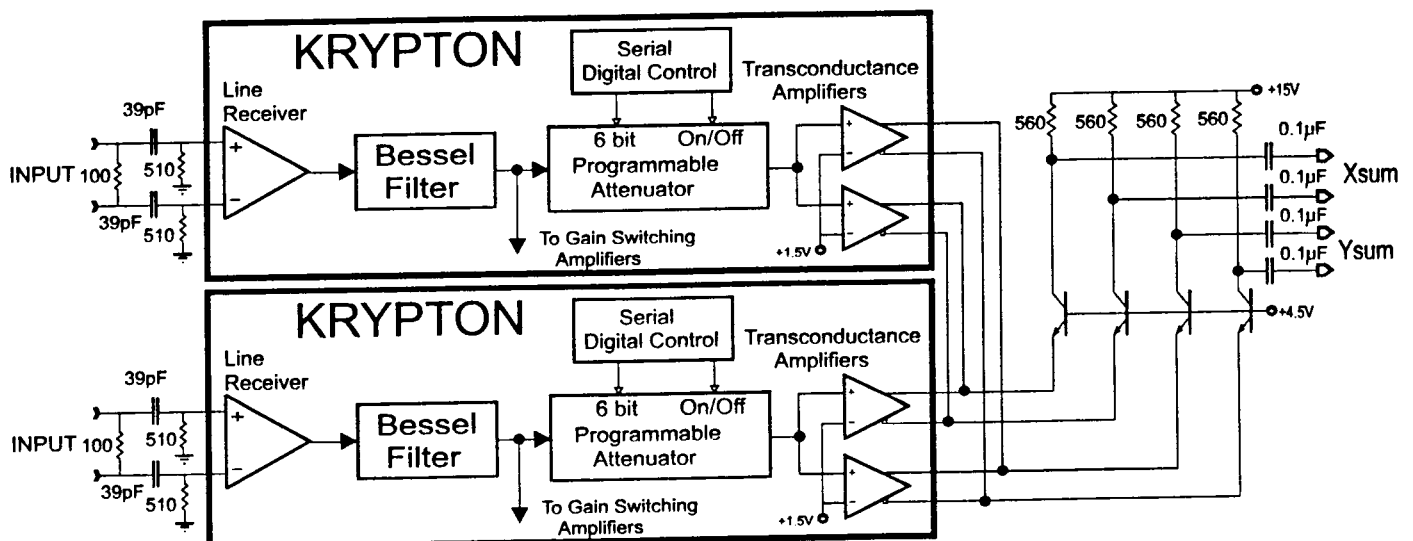 KRYPTON
Serial
Digital Control
Transconductance
Amplifiers
Line
Receiver
39pF
510
INPUT 100
39pF
510
+
−
Bessel
Filter
6 bit On/Off
Programmable
Attenuator
To Gain Switching
Amplifiers
+
−
+
−
+1.5V
+15V
560
560
560
560
0.1µF
0.1µF
Xsum
0.1µF
0.1µF
Ysum
+4.5V
KRYPTON
Serial
Digital Control
Transconductance
Amplifiers
Line
Receiver
39pF
510
INPUT 100
39pF
510
+
−
Bessel
Filter
6 bit On/Off
Programmable
Attenuator
To Gain Switching
Amplifiers
+
−
+
−
+1.5V